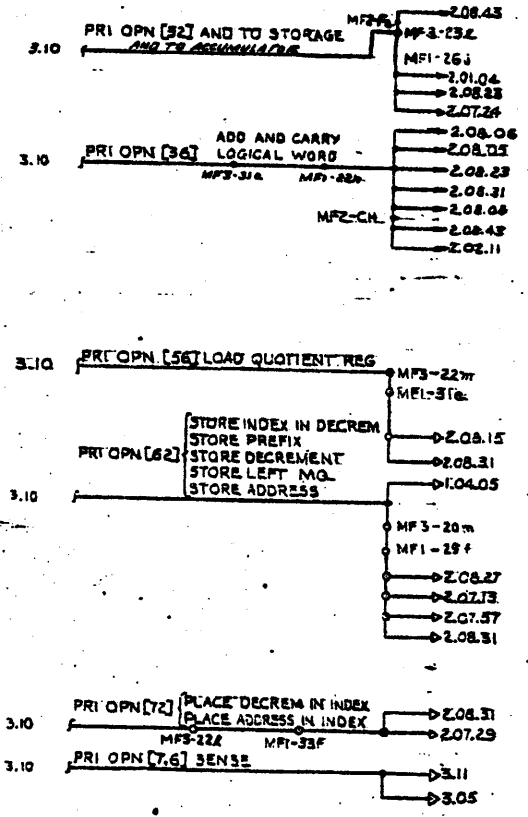 2.08.43
PRI OPN [32] AND TO STORAGE
MF3-23l
3.10
AND TO ACCUMULATOR
MF1-26j
2.01.04
2.08.23
2.07.24
2.08.06
ADD AND CARRY
2.08.05
3.10
PRI OPN [36]
LOGICAL WORD
2.08.23
MF3-31a
MF1-22h
2.08.31
2.08.08
MF2-CH
2.08.43
2.02.11
3.10
PRI OPN [56] LOAD QUOTIENT REG
MF3-22m
MF1-31a
2.08.15
2.08.31
PRI OPN [62]
STORE INDEX IN DECREM
STORE PREFIX
STORE DECREMENT
STORE LEFT MQ
STORE ADDRESS
1.04.05
3.10
MF3-20m
MF1-29f
2.08.27
2.07.13
2.07.57
2.08.31
PRI OPN [72]
PLACE DECREM IN INDEX
PLACE ADDRESS IN INDEX
2.08.31
3.10
2.07.29
MF3-22l
MF1-33f
3.10
PRI OPN [76] SENSE
3.11
3.05